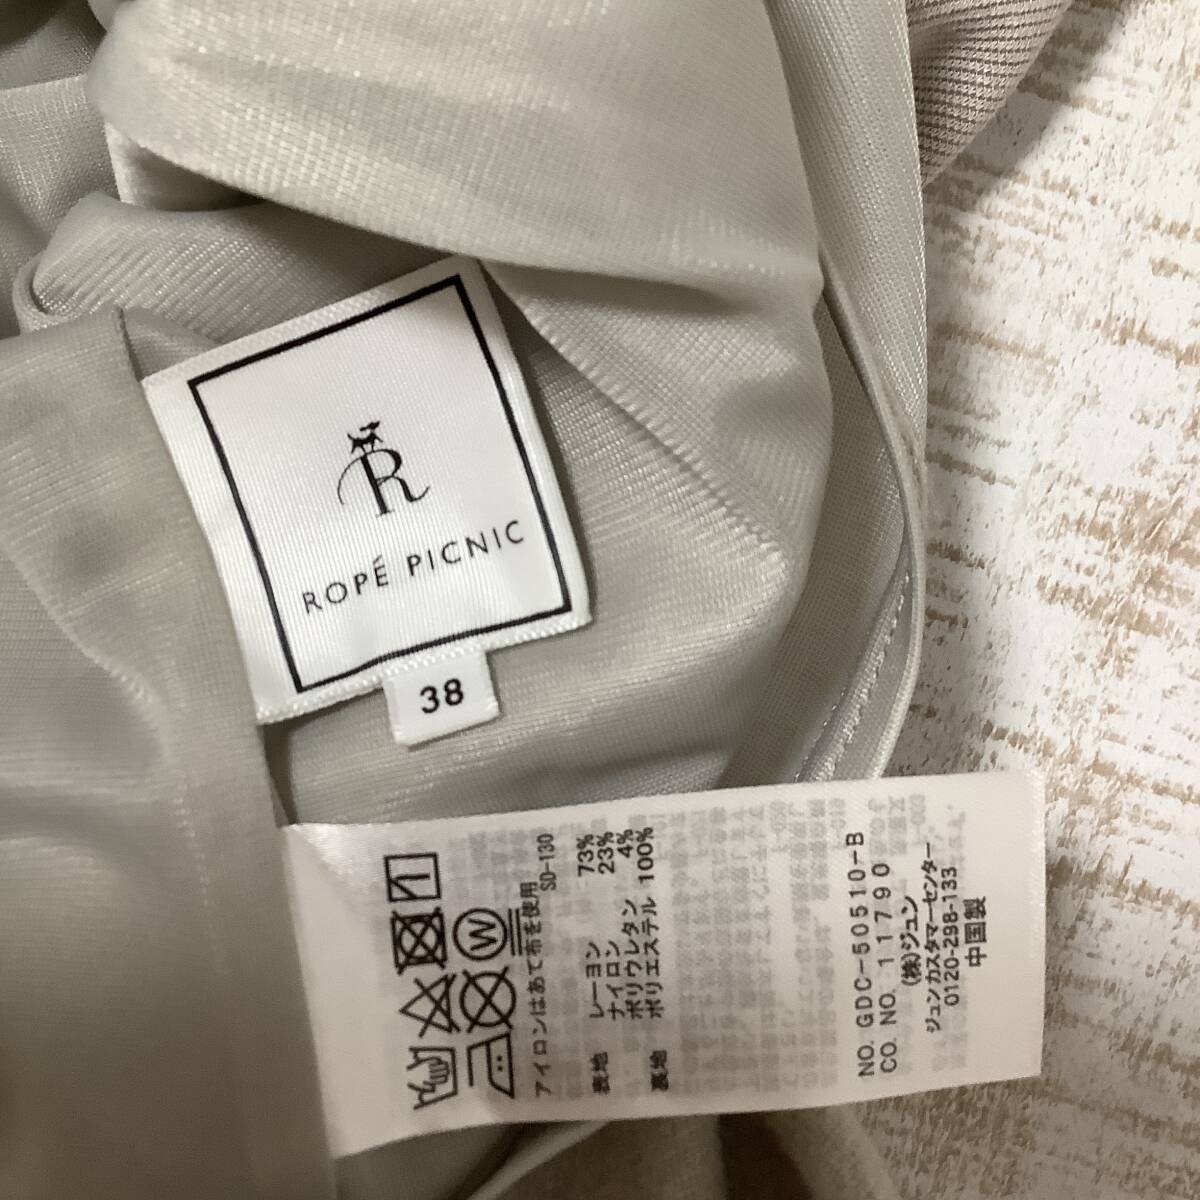 R
ROPÉ PICNIC
38
W
アイロンはあて布を使用
SD-130
表地 レーヨン 73%
ナイロン 23%
ポリウレタン 4%
裏地 ポリエステル 100%
NO. GDC-50510-B
CO. NO. 11790
(株)ジュン
ジュンカスタマーセンター
0120-298-133
中国製